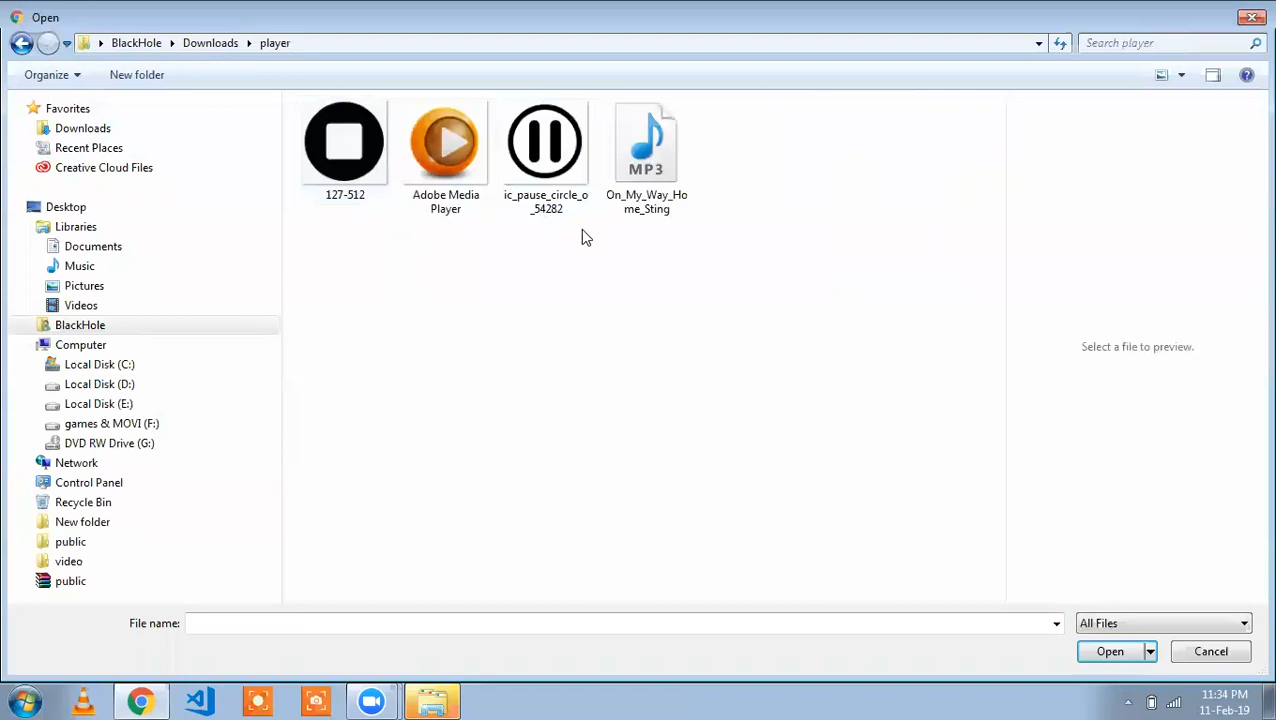 Open
BlackHole
Downloads
player
Search player
Organize
New folder
Favorites
Downloads
Recent Places
Creative Cloud Files
Desktop
Libraries
Documents
Music
Pictures
Videos
BlackHole
Computer
Local Disk (C:)
Local Disk (D:)
Local Disk (E:)
games & MOVI (F:)
DVD RW Drive (G:)
Network
Control Panel
Recycle Bin
New folder
public
video
public
127-512
Adobe Media
Player
ic_pause_circle_o
_54282
MP3
On_My_Way_Ho
me_Sting
Select a file to preview.
File name:
All Files
Open
Cancel
11:34 PM
11-Feb-19